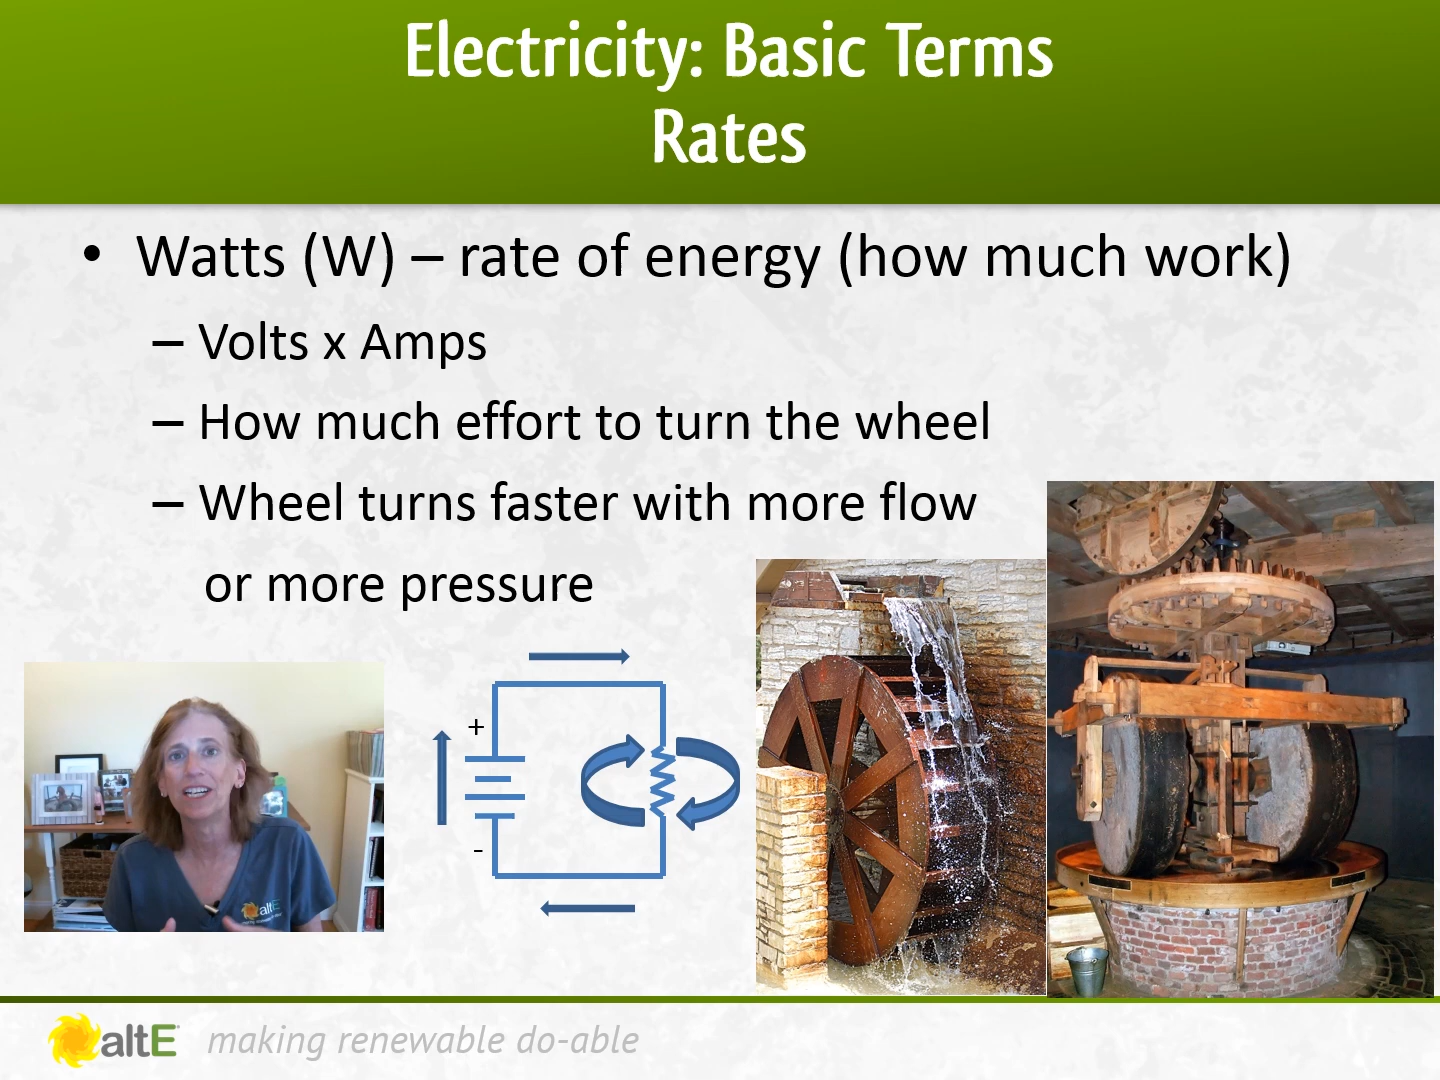 Electricity: Basic Terms
Rates
• Watts (W) – rate of energy (how much work)
– Volts x Amps
– How much effort to turn the wheel
– Wheel turns faster with more flow
or more pressure
+
-
altE
altE
making renewable do-able